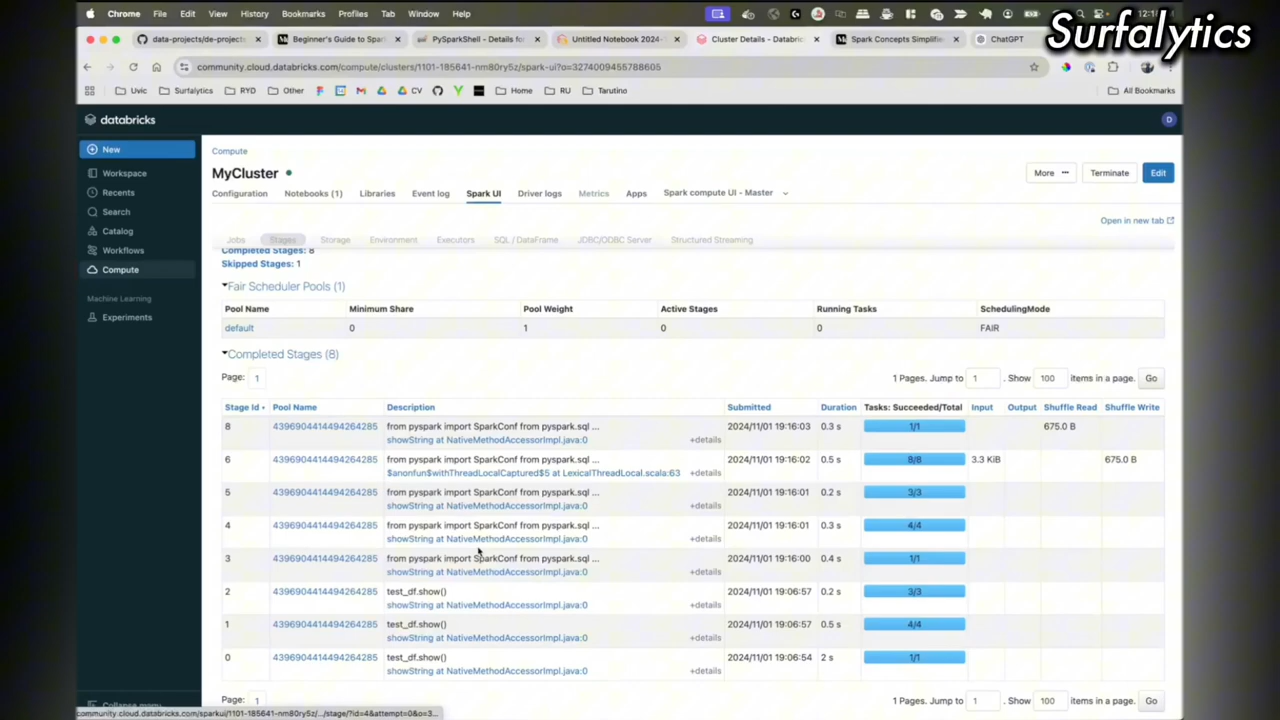 Chrome File Edit View History Bookmarks Profiles Tab Window Help
Surfalytics
data-projects/de-projects Beginner's Guide to Spark PySparkShell - Details for Untitled Notebook 2024- Cluster Details - Databric Spark Concepts Simplifie ChatGPT
community.cloud.databricks.com/compute/clusters/1101-185641-nm80ry5z/spark-ui?o=3274009455788605
Uvic Surfalytics RYD Other CV Home RU Tarutino All Bookmarks
databricks
D
New
Workspace
Recents
Search
Catalog
Workflows
Compute
Machine Learning
Experiments
Compute
MyCluster
More ··· Terminate Edit
Configuration Notebooks (1) Libraries Event log Spark UI Driver logs Metrics Apps Spark compute UI - Master
Open in new tab
Jobs Stages Storage Environment Executors SQL / DataFrame JDBC/ODBC Server Structured Streaming
Completed Stages: 8
Skipped Stages: 1
Fair Scheduler Pools (1)
Pool Name Minimum Share Pool Weight Active Stages Running Tasks SchedulingMode
default 0 1 0 0 FAIR
Completed Stages (8)
Page: 1 1 Pages. Jump to 1 . Show 100 items in a page. Go
Stage Id Pool Name Description Submitted Duration Tasks: Succeeded/Total Input Output Shuffle Read Shuffle Write
8 4396904414494264285 from pyspark import SparkConf from pyspark.sql ... 2024/11/01 19:16:03 0.3 s 1/1 675.0 B
showString at NativeMethodAccessorImpl.java:0 +details
6 4396904414494264285 from pyspark import SparkConf from pyspark.sql ... 2024/11/01 19:16:02 0.5 s 8/8 3.3 KiB 675.0 B
$anonfun$withThreadLocalCaptured$5 at LexicalThreadLocal.scala:63 +details
5 4396904414494264285 from pyspark import SparkConf from pyspark.sql ... 2024/11/01 19:16:01 0.2 s 3/3
showString at NativeMethodAccessorImpl.java:0 +details
4 4396904414494264285 from pyspark import SparkConf from pyspark.sql ... 2024/11/01 19:16:01 0.3 s 4/4
showString at NativeMethodAccessorImpl.java:0 +details
3 4396904414494264285 from pyspark import SparkConf from pyspark.sql ... 2024/11/01 19:16:00 0.4 s 1/1
showString at NativeMethodAccessorImpl.java:0 +details
2 4396904414494264285 test_df.show() 2024/11/01 19:06:57 0.2 s 3/3
showString at NativeMethodAccessorImpl.java:0 +details
1 4396904414494264285 test_df.show() 2024/11/01 19:06:57 0.5 s 4/4
showString at NativeMethodAccessorImpl.java:0 +details
0 4396904414494264285 test_df.show() 2024/11/01 19:06:54 2 s 1/1
showString at NativeMethodAccessorImpl.java:0 +details
Page: 1 1 Pages. Jump to 1 . Show 100 items in a page. Go
community.cloud.databricks.com/sparkui/1101-185641-nm80ry5z/.../stage/?id=4&attempt=0&o=3...